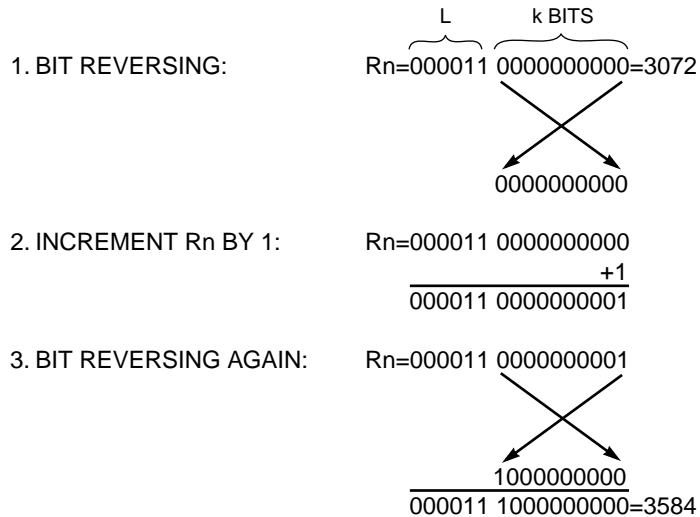 L k BITS
1. BIT REVERSING: Rn=000011 0000000000=3072
0000000000
2. INCREMENT Rn BY 1: Rn=000011 0000000000
+1
000011 0000000001
3. BIT REVERSING AGAIN: Rn=000011 0000000001
1000000000
000011 1000000000=3584